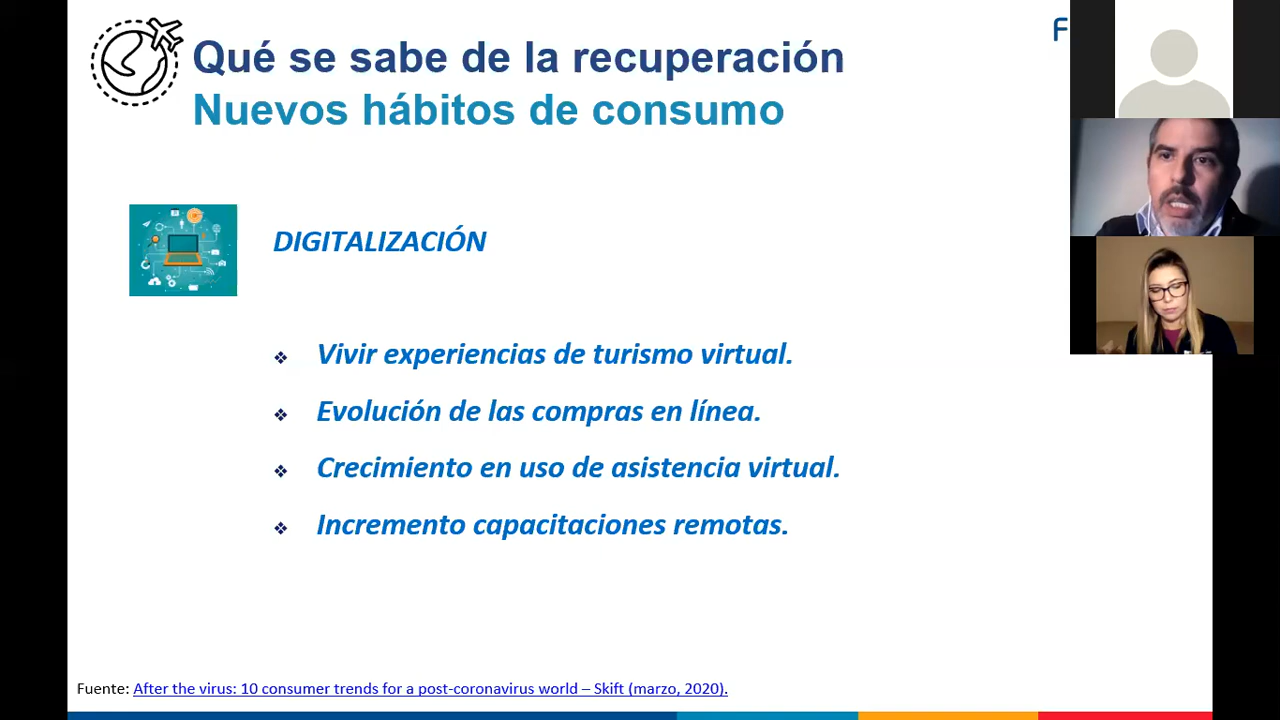 Qué se sabe de la recuperación
Nuevos hábitos de consumo
F
DIGITALIZACIÓN
❖ Vivir experiencias de turismo virtual.
❖ Evolución de las compras en línea.
❖ Crecimiento en uso de asistencia virtual.
❖ Incremento capacitaciones remotas.
Fuente: After the virus: 10 consumer trends for a post-coronavirus world – Skift (marzo, 2020).